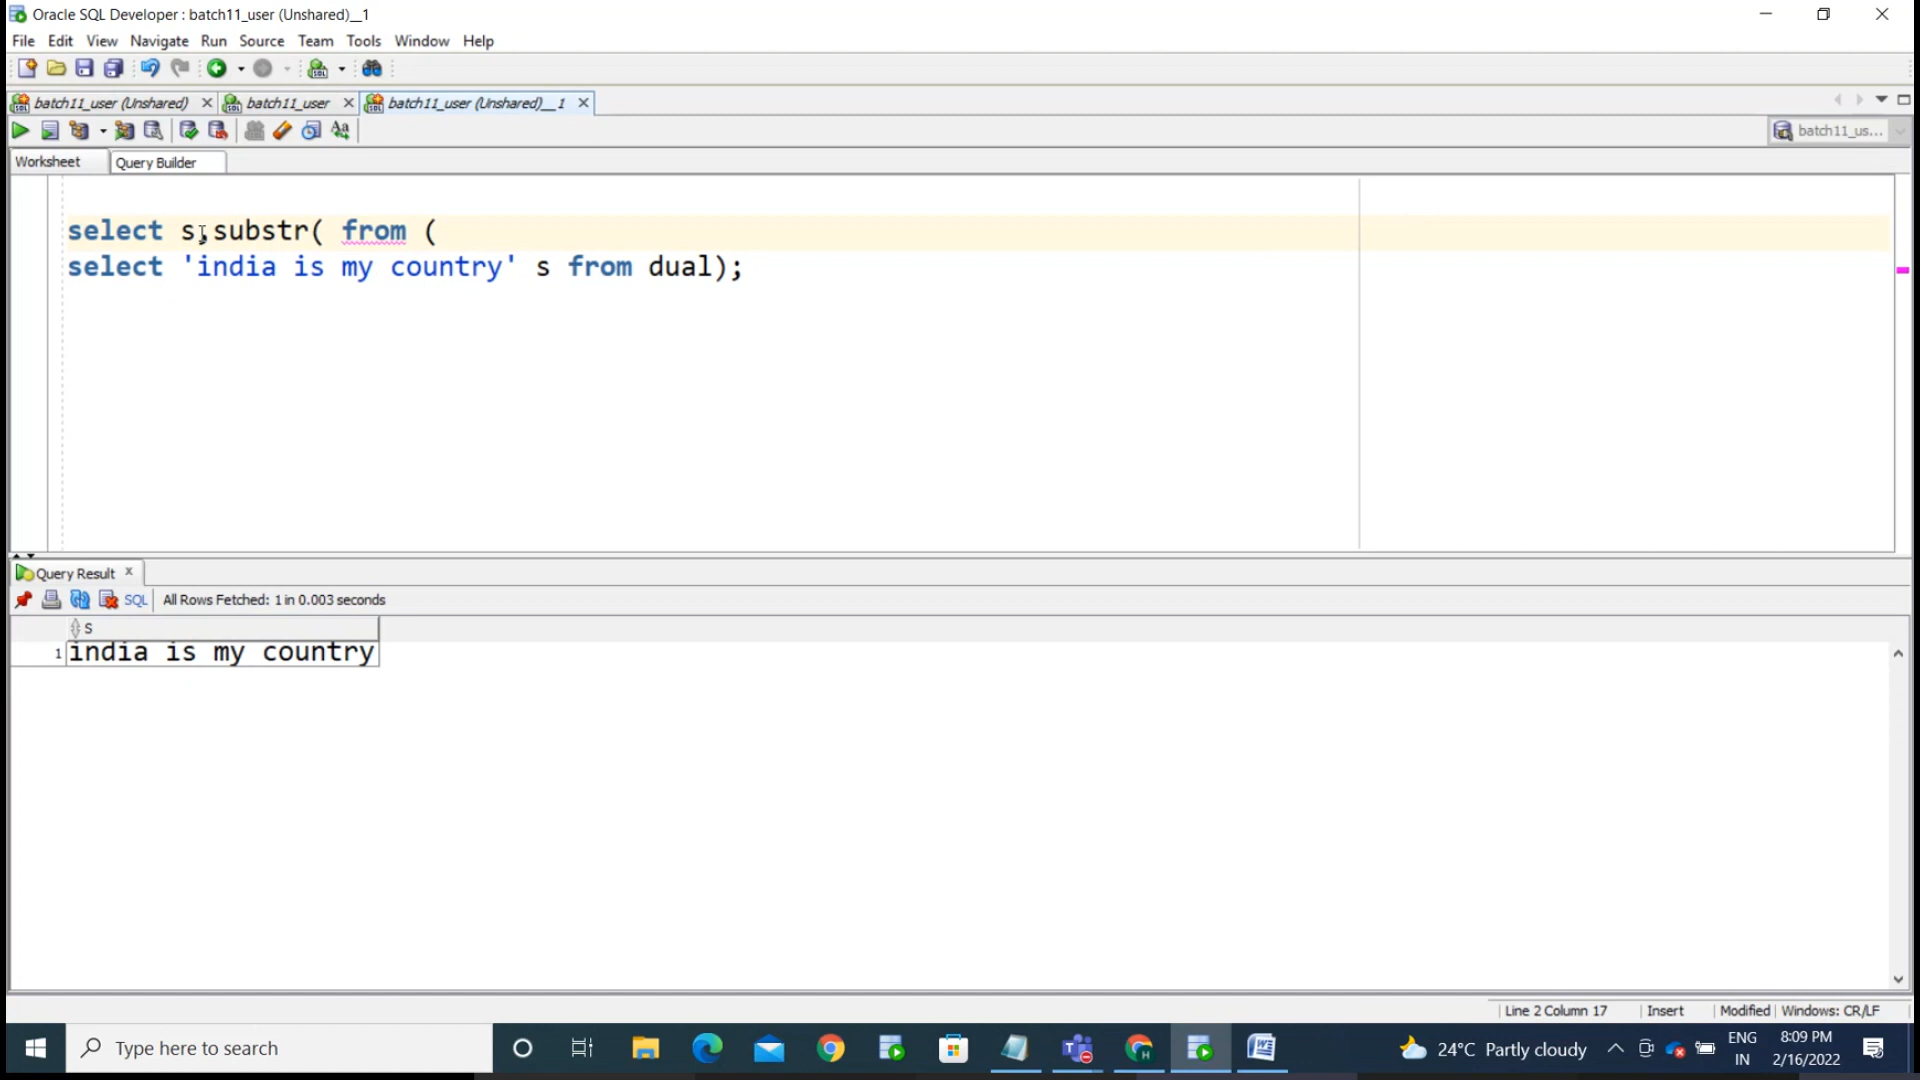 Oracle SQL Developer : batch11_user (Unshared)__1
File Edit View Navigate Run Source Team Tools Window Help
batch11_user (Unshared) batch11_user batch11_user (Unshared)__1
batch11_us...
Worksheet Query Builder
select s,substr( from (
select 'india is my country' s from dual);
Query Result
SQL All Rows Fetched: 1 in 0.003 seconds
S
1 india is my country
Line 2 Column 17 Insert Modified Windows: CR/LF
Type here to search 24°C Partly cloudy ENG 8:09 PM
IN 2/16/2022